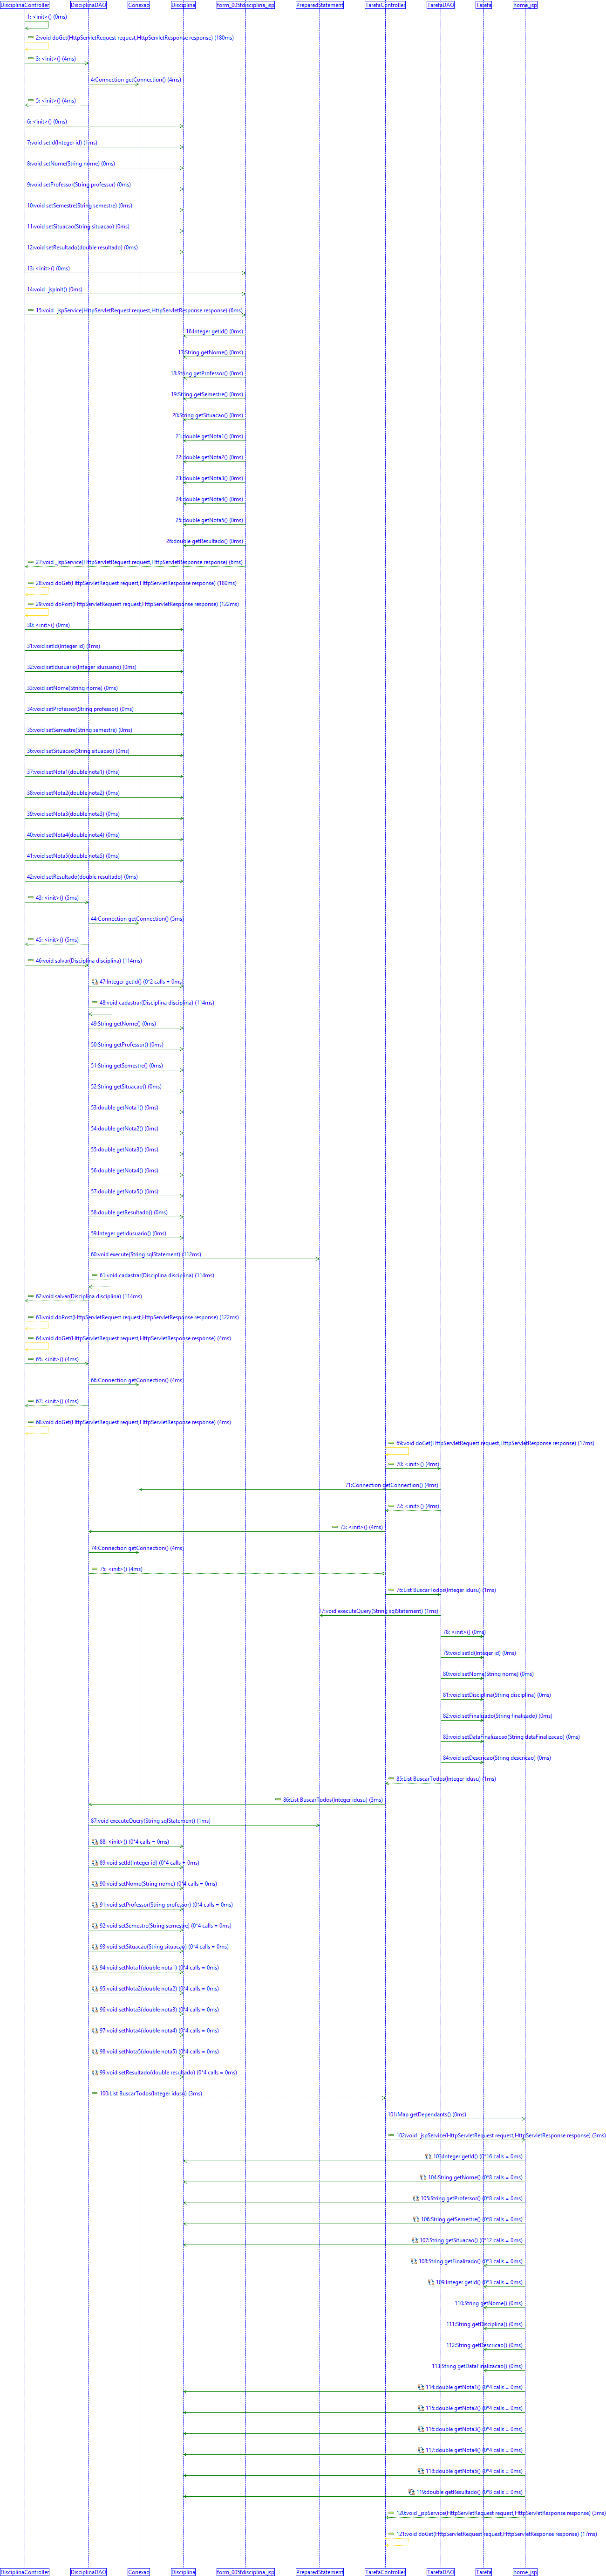 DisciplinaController DisciplinaDAO Conexao Disciplina form_005fdisciplina_jsp PreparedStatement TarefaController TarefaDAO Tarefa home_jsp
1: <init>() (0ms)
2:void doGet(HttpServletRequest request,HttpServletResponse response) (180ms)
3: <init>() (4ms)
4:Connection getConnection() (4ms)
5: <init>() (4ms)
6: <init>() (0ms)
7:void setId(Integer id) (1ms)
8:void setNome(String nome) (0ms)
9:void setProfessor(String professor) (0ms)
10:void setSemestre(String semestre) (0ms)
11:void setSituacao(String situacao) (0ms)
12:void setResultado(double resultado) (0ms)
13: <init>() (0ms)
14:void _jspInit() (0ms)
15:void _jspService(HttpServletRequest request,HttpServletResponse response) (6ms)
16:Integer getId() (0ms)
17:String getNome() (0ms)
18:String getProfessor() (0ms)
19:String getSemestre() (0ms)
20:String getSituacao() (0ms)
21:double getNota1() (0ms)
22:double getNota2() (0ms)
23:double getNota3() (0ms)
24:double getNota4() (0ms)
25:double getNota5() (0ms)
26:double getResultado() (0ms)
27:void _jspService(HttpServletRequest request,HttpServletResponse response) (6ms)
28:void doGet(HttpServletRequest request,HttpServletResponse response) (180ms)
29:void doPost(HttpServletRequest request,HttpServletResponse response) (122ms)
30: <init>() (0ms)
31:void setId(Integer id) (1ms)
32:void setIdusuario(Integer idusuario) (0ms)
33:void setNome(String nome) (0ms)
34:void setProfessor(String professor) (0ms)
35:void setSemestre(String semestre) (0ms)
36:void setSituacao(String situacao) (0ms)
37:void setNota1(double nota1) (0ms)
38:void setNota2(double nota2) (0ms)
39:void setNota3(double nota3) (0ms)
40:void setNota4(double nota4) (0ms)
41:void setNota5(double nota5) (0ms)
42:void setResultado(double resultado) (0ms)
43: <init>() (5ms)
44:Connection getConnection() (5ms)
45: <init>() (5ms)
46:void salvar(Disciplina disciplina) (114ms)
47:Integer getId() (0*2 calls = 0ms)
48:void cadastrar(Disciplina disciplina) (114ms)
49:String getNome() (0ms)
50:String getProfessor() (0ms)
51:String getSemestre() (0ms)
52:String getSituacao() (0ms)
53:double getNota1() (0ms)
54:double getNota2() (0ms)
55:double getNota3() (0ms)
56:double getNota4() (0ms)
57:double getNota5() (0ms)
58:double getResultado() (0ms)
59:Integer getIdusuario() (0ms)
60:void execute(String sqlStatement) (112ms)
61:void cadastrar(Disciplina disciplina) (114ms)
62:void salvar(Disciplina disciplina) (114ms)
63:void doPost(HttpServletRequest request,HttpServletResponse response) (122ms)
64:void doGet(HttpServletRequest request,HttpServletResponse response) (4ms)
65: <init>() (4ms)
66:Connection getConnection() (4ms)
67: <init>() (4ms)
68:void doGet(HttpServletRequest request,HttpServletResponse response) (4ms)
69:void doGet(HttpServletRequest request,HttpServletResponse response) (17ms)
70: <init>() (4ms)
71:Connection getConnection() (4ms)
72: <init>() (4ms)
73: <init>() (4ms)
74:Connection getConnection() (4ms)
75: <init>() (4ms)
76:List BuscarTodos(Integer idusu) (1ms)
77:void executeQuery(String sqlStatement) (1ms)
78: <init>() (0ms)
79:void setId(Integer id) (0ms)
80:void setNome(String nome) (0ms)
81:void setDisciplina(String disciplina) (0ms)
82:void setFinalizado(String finalizado) (0ms)
83:void setDataFinalizacao(String dataFinalizacao) (0ms)
84:void setDescricao(String descricao) (0ms)
85:List BuscarTodos(Integer idusu) (1ms)
86:List BuscarTodos(Integer idusu) (3ms)
87:void executeQuery(String sqlStatement) (1ms)
88: <init>() (0*4 calls = 0ms)
89:void setId(Integer id) (0*4 calls = 0ms)
90:void setNome(String nome) (0*4 calls = 0ms)
91:void setProfessor(String professor) (0*4 calls = 0ms)
92:void setSemestre(String semestre) (0*4 calls = 0ms)
93:void setSituacao(String situacao) (0*4 calls = 0ms)
94:void setNota1(double nota1) (0*4 calls = 0ms)
95:void setNota2(double nota2) (0*4 calls = 0ms)
96:void setNota3(double nota3) (0*4 calls = 0ms)
97:void setNota4(double nota4) (0*4 calls = 0ms)
98:void setNota5(double nota5) (0*4 calls = 0ms)
99:void setResultado(double resultado) (0*4 calls = 0ms)
100:List BuscarTodos(Integer idusu) (3ms)
101:Map getDependants() (0ms)
102:void _jspService(HttpServletRequest request,HttpServletResponse response) (3ms)
103:Integer getId() (0*16 calls = 0ms)
104:String getNome() (0*8 calls = 0ms)
105:String getProfessor() (0*8 calls = 0ms)
106:String getSemestre() (0*8 calls = 0ms)
107:String getSituacao() (0*12 calls = 0ms)
108:String getFinalizado() (0*3 calls = 0ms)
109:Integer getId() (0*3 calls = 0ms)
110:String getNome() (0ms)
111:String getDisciplina() (0ms)
112:String getDescricao() (0ms)
113:String getDataFinalizacao() (0ms)
114:double getNota1() (0*4 calls = 0ms)
115:double getNota2() (0*4 calls = 0ms)
116:double getNota3() (0*4 calls = 0ms)
117:double getNota4() (0*4 calls = 0ms)
118:double getNota5() (0*4 calls = 0ms)
119:double getResultado() (0*8 calls = 0ms)
120:void _jspService(HttpServletRequest request,HttpServletResponse response) (3ms)
121:void doGet(HttpServletRequest request,HttpServletResponse response) (17ms)
DisciplinaController DisciplinaDAO Conexao Disciplina form_005fdisciplina_jsp PreparedStatement TarefaController TarefaDAO Tarefa home_jsp